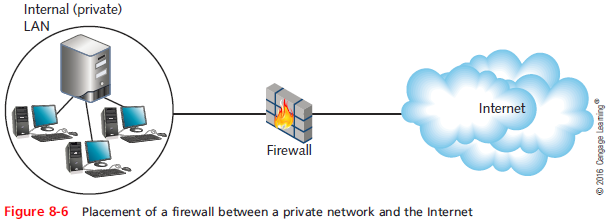 Internal (private)
LAN
Internet
Firewall
© 2016 Cengage Learning®
Figure 8-6 Placement of a firewall between a private network and the Internet